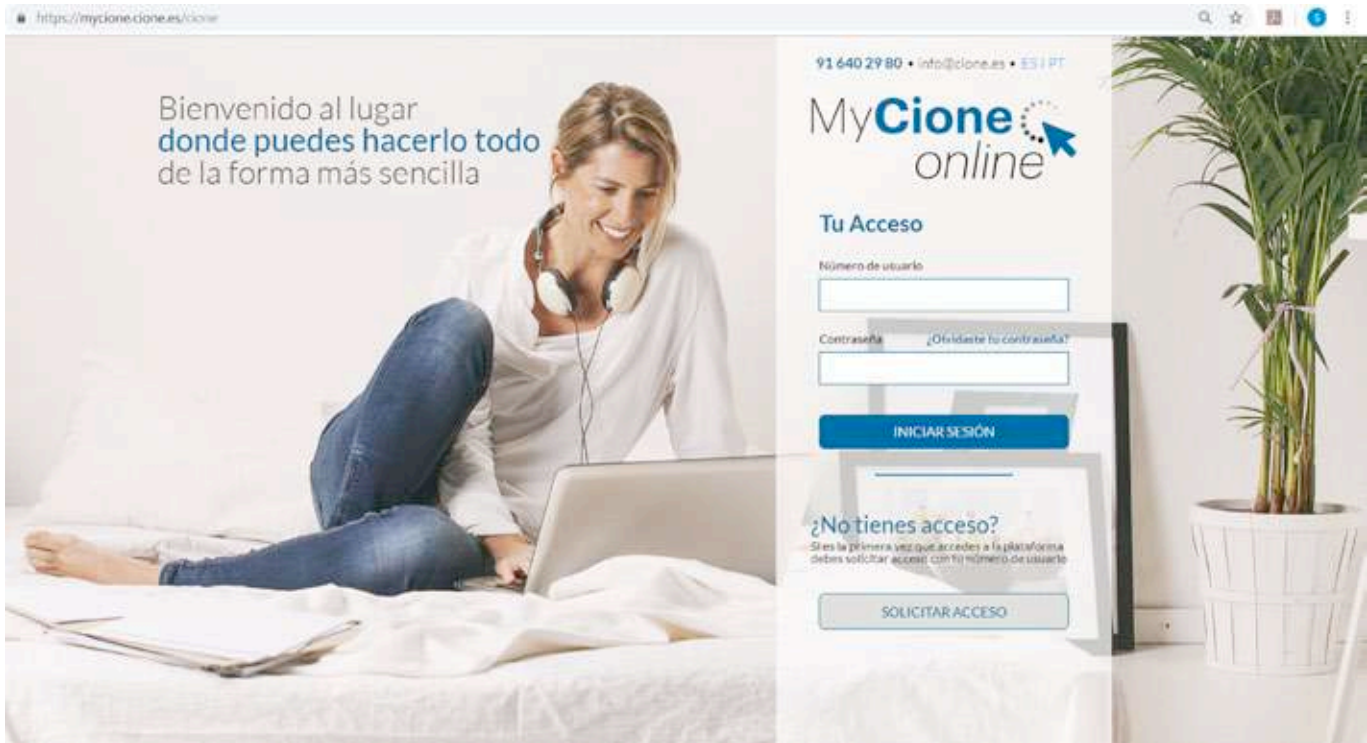 https://mycione.cione.es/cione
Bienvenido al lugar
donde puedes hacerlo todo
de la forma más sencilla
91 640 29 80 • info@cione.es • ES | PT
MyCione
online
Tu Acceso
Número de usuario
Contraseña ¿Olvidaste tu contraseña?
INICIAR SESIÓN
¿No tienes acceso?
Si es la primera vez que accedes a la plataforma
debes solicitar acceso con tu número de usuario
SOLICITAR ACCESO